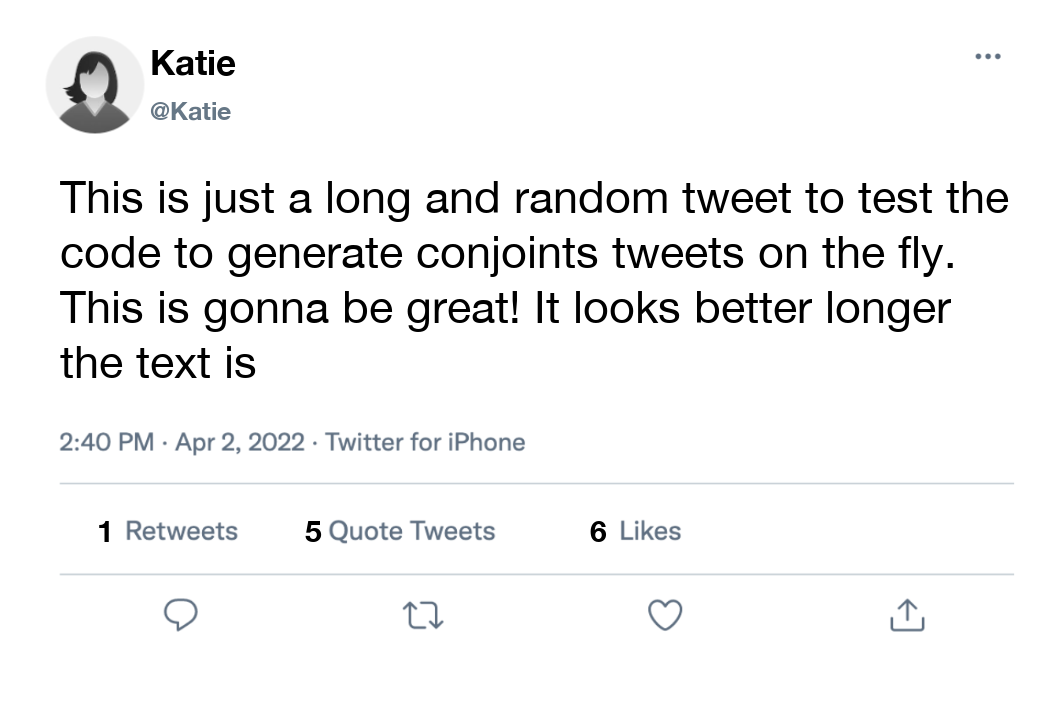 Katie
@Katie
This is just a long and random tweet to test the
code to generate conjoints tweets on the fly.
This is gonna be great! It looks better longer
the text is
2:40 PM · Apr 2, 2022 · Twitter for iPhone
1 Retweets 5 Quote Tweets 6 Likes